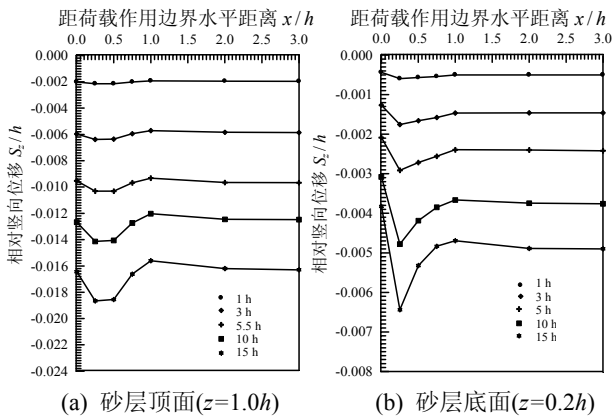 距荷载作用边界水平距离 x/h
0.0 0.5 1.0 1.5 2.0 2.5 3.0
0.000
-0.002
-0.004
-0.006
-0.008
-0.010
-0.012
-0.014
-0.016
-0.018
-0.020
-0.022
-0.024
相对竖向位移 Sz/h
1 h
3 h
5.5 h
10 h
15 h
(a) 砂层顶面(z=1.0h)
距荷载作用边界水平距离 x/h
0.0 0.5 1.0 1.5 2.0 2.5 3.0
0.000
-0.001
-0.002
-0.003
-0.004
-0.005
-0.006
-0.007
-0.008
相对竖向位移 Sz/h
1 h
3 h
5 h
10 h
15 h
(b) 砂层底面(z=0.2h)